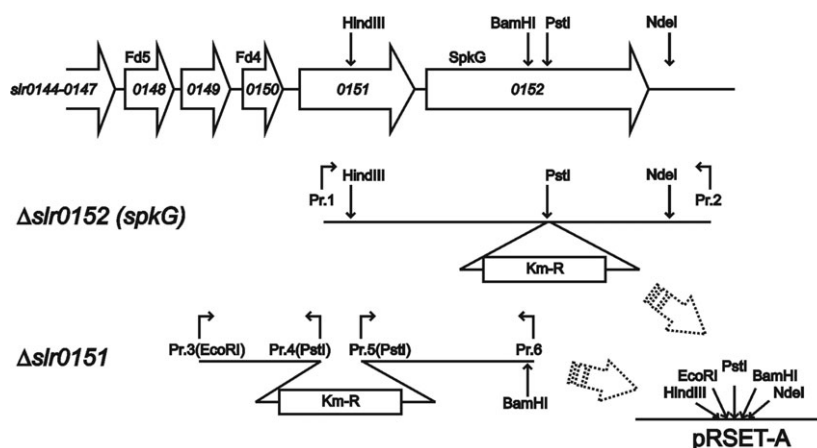 HindIII BamHI PstI NdeI
Fd5 Fd4 SpkG
slr0144-0147 0148 0149 0150 0151 0152
HindIII PstI NdeI
Pr.1 Pr.2
Δslr0152 (spkG)
Km-R
Pr.3(EcoRI) Pr.4(PstI) Pr.5(PstI) Pr.6
Δslr0151
Km-R
BamHI
PstI
EcoRI BamHI
HindIII NdeI
pRSET-A